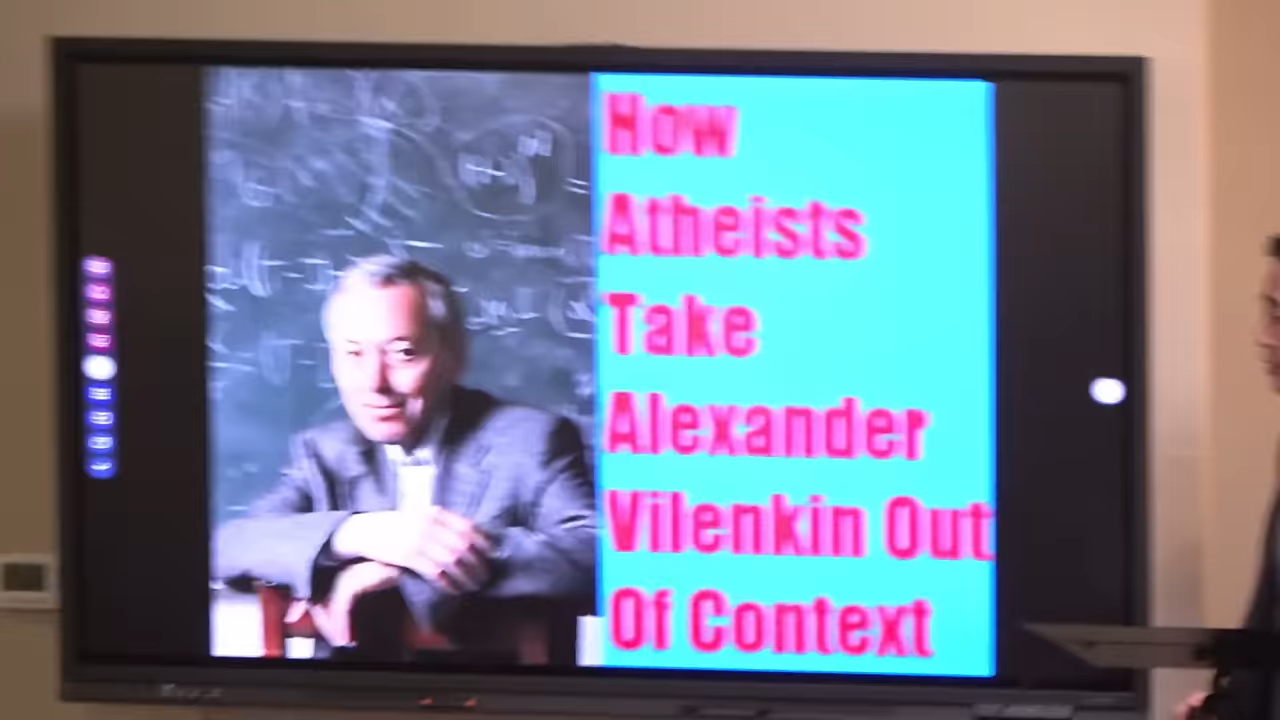 How
Atheists
Take
Alexander
Vilenkin Out
Of Context